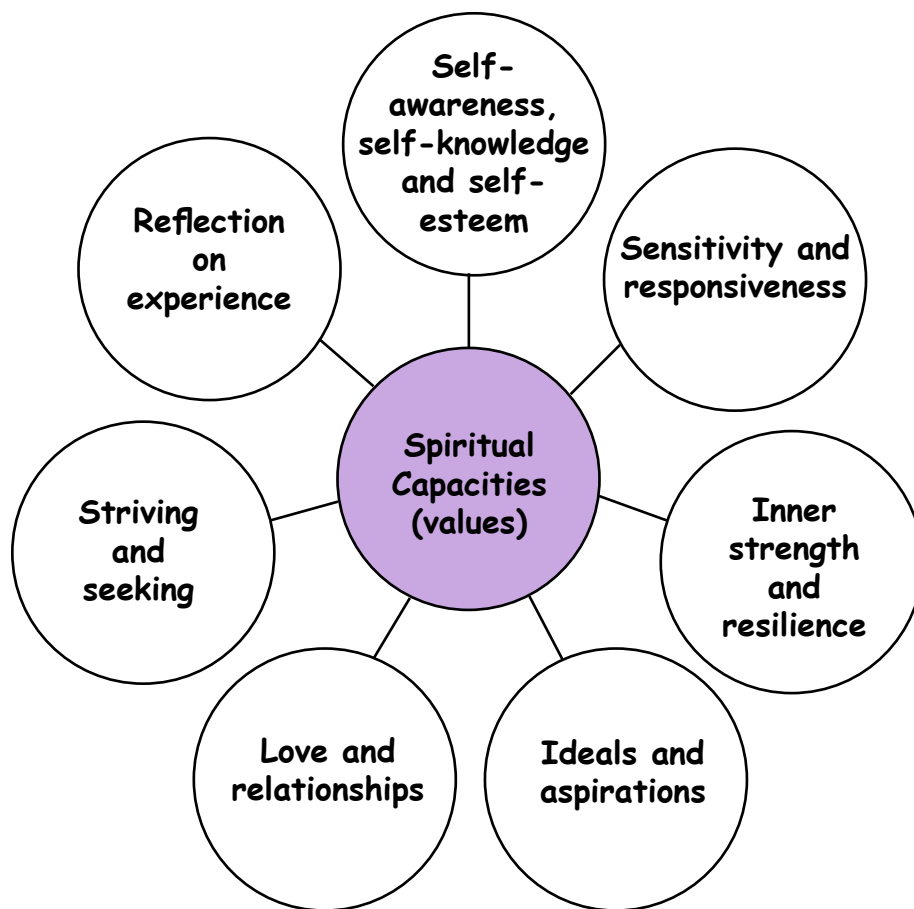 Self-
awareness,
self-knowledge
and self-
esteem
Sensitivity and
responsiveness
Inner
strength
and
resilience
Ideals and
aspirations
Love and
relationships
Striving
and
seeking
Reflection
on
experience
Spiritual
Capacities
(values)